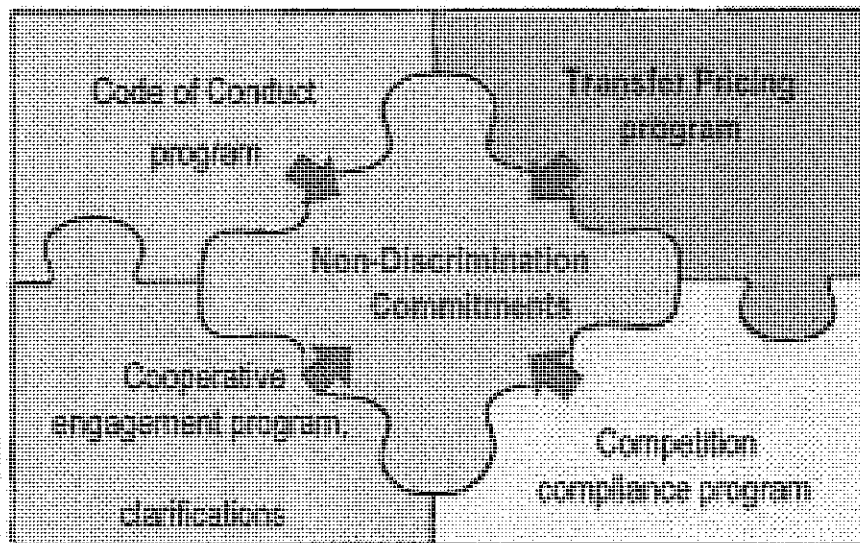 Code of Conduct
program
Transfer Pricing
program
Non-Discrimination
Commitments
Cooperative
engagement program,
clarifications
Competition
compliance program